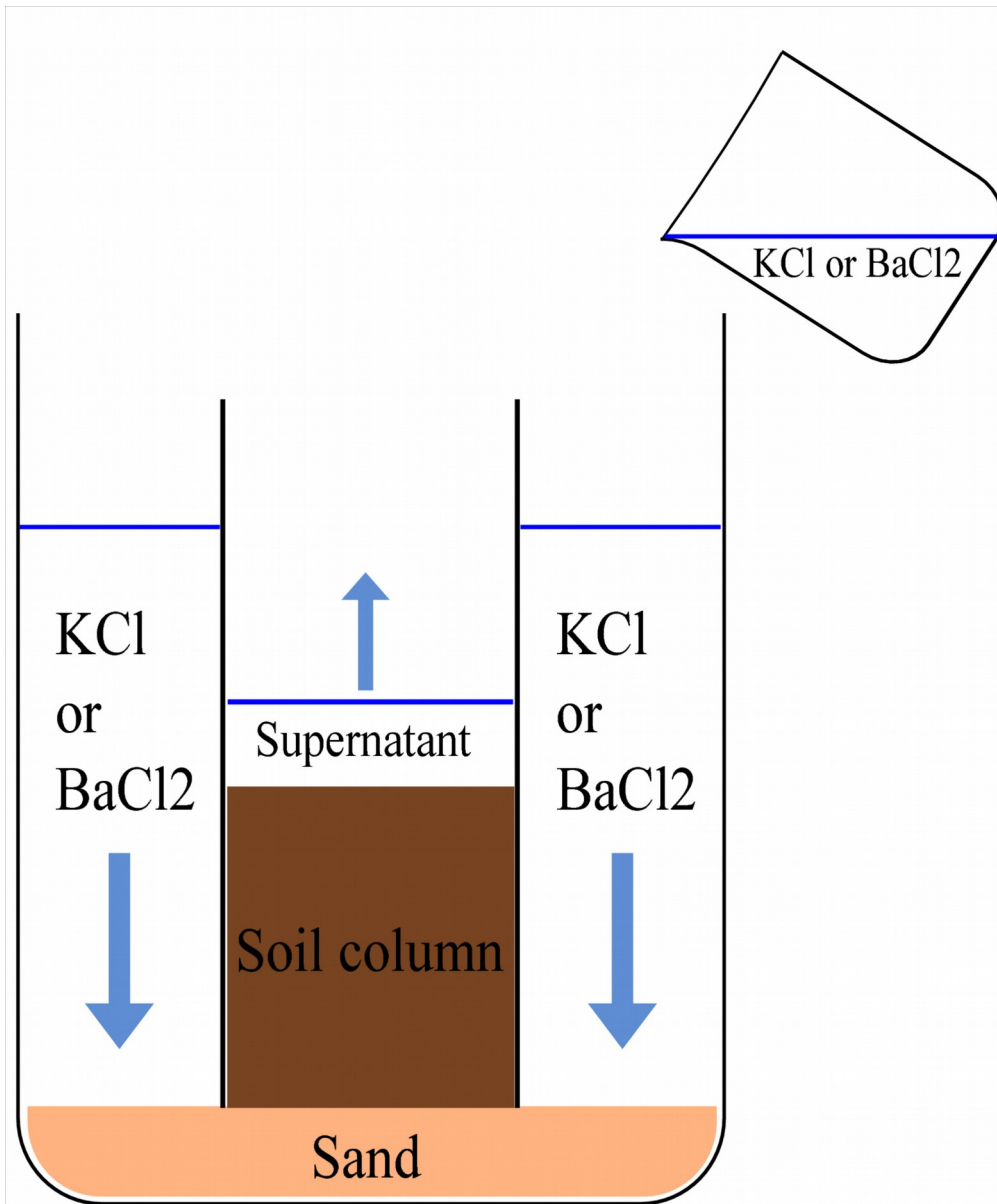 KCl or BaCl2
KCl
or
BaCl2
Supernatant
KCl
or
BaCl2
Soil column
Sand